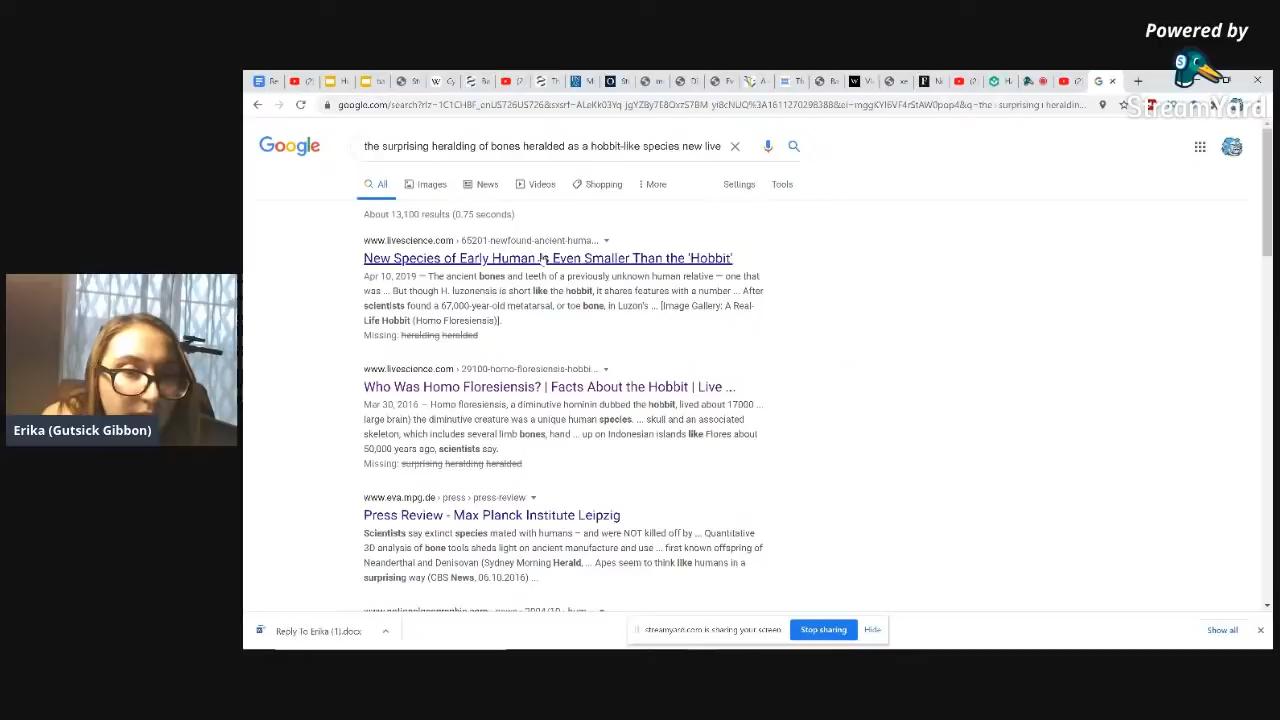 Powered by
StreamYard
google.com/search?rlz=
Google
the surprising heralding of bones heralded as a hobbit-like species new live
All
Images
News
Videos
Shopping
More
Settings
Tools
About 13,100 results (0.75 seconds)
www.livescience.com › 65201-newfound-ancient-huma...
New Species of Early Human Is Even Smaller Than the 'Hobbit'
Apr 10, 2019 — The ancient bones and teeth of a previously unknown human relative — one that
was ... But though H. luzonensis is short like the hobbit, it shares features with a number ... After
scientists found a 67,000-year-old metatarsal, or toe bone, in Luzon's ... [Image Gallery: A Real-
Life Hobbit (Homo Floresiensis)].
Missing: heralding heralded
www.livescience.com › 29100-homo-floresiensis-hobbi...
Who Was Homo Floresiensis? | Facts About the Hobbit | Live ...
Mar 30, 2016 – Homo floresiensis, a diminutive hominin dubbed the hobbit, lived about 17000 ...
large brain) the diminutive creature was a unique human species. ... skull and an associated
skeleton, which includes several limb bones, hand ... up on Indonesian islands like Flores about
50,000 years ago, scientists say.
Missing: surprising heralding heralded
www.eva.mpg.de › press › press-review
Press Review - Max Planck Institute Leipzig
Scientists say extinct species mated with humans – and were NOT killed off by ... Quantitative
3D analysis of bone tools sheds light on ancient manufacture and use ... first known offspring of
Neanderthal and Denisovan (Sydney Morning Herald, ... Apes seem to think like humans in a
surprising way (CBS News, 06.10.2016) ...
Erika (Gutsick Gibbon)
Reply To Erika (1).docx
streamyard.com is sharing your screen.
Stop sharing
Hide
Show all